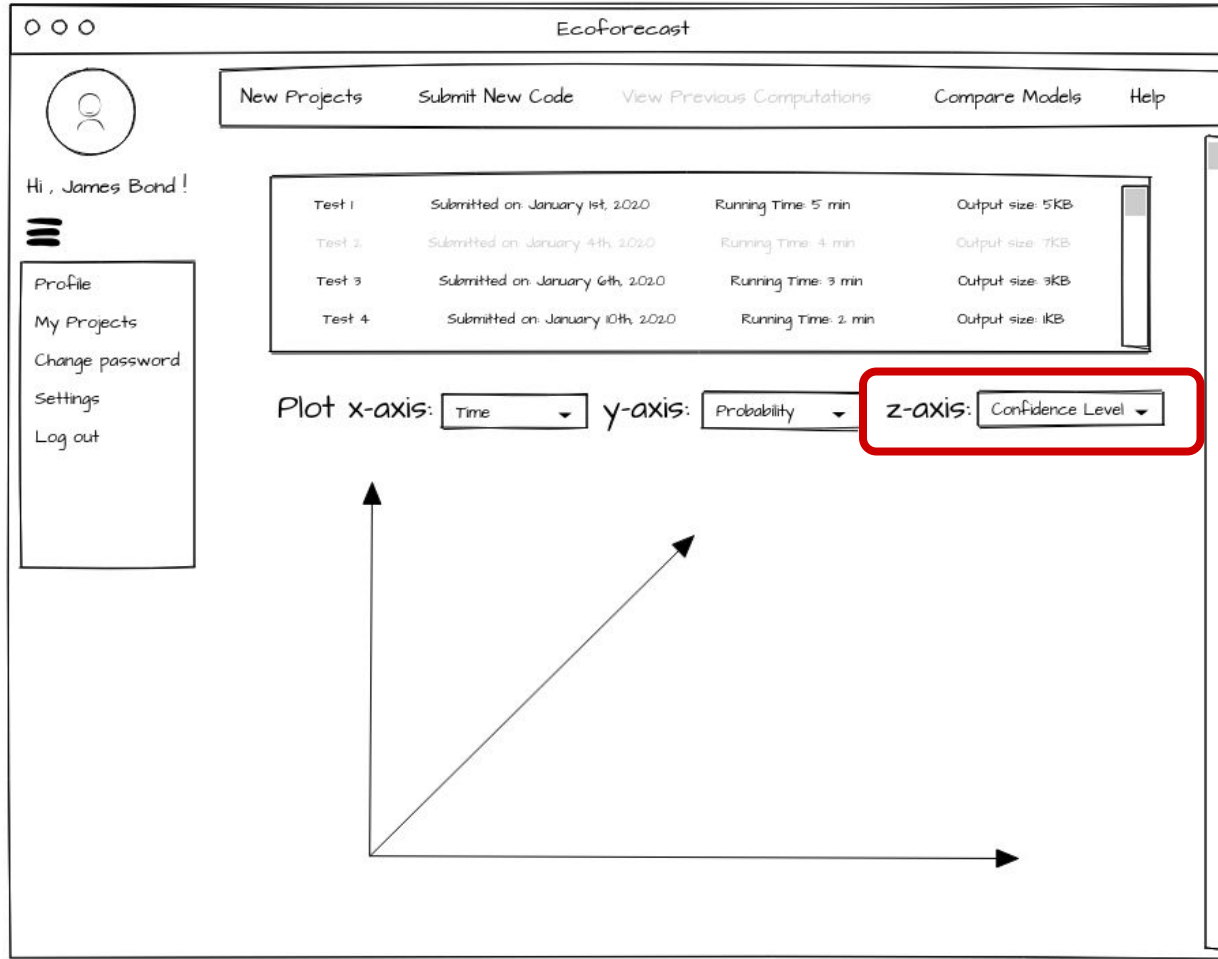 Ecoforecast
New Projects Submit New Code View Previous Computations Compare Models Help
Hi , James Bond !
Profile
My Projects
Change password
Settings
Log out
Test 1 Submitted on: January 1st, 2020 Running Time: 5 min Output size: 5KB
Test 2 Submitted on: January 4th, 2020 Running Time: 4 min Output size: 7KB
Test 3 Submitted on: January 6th, 2020 Running Time: 3 min Output size: 3KB
Test 4 Submitted on: January 10th, 2020 Running Time: 2 min Output size: 1KB
Plot x-axis: Time y-axis: Probability z-axis: Confidence Level